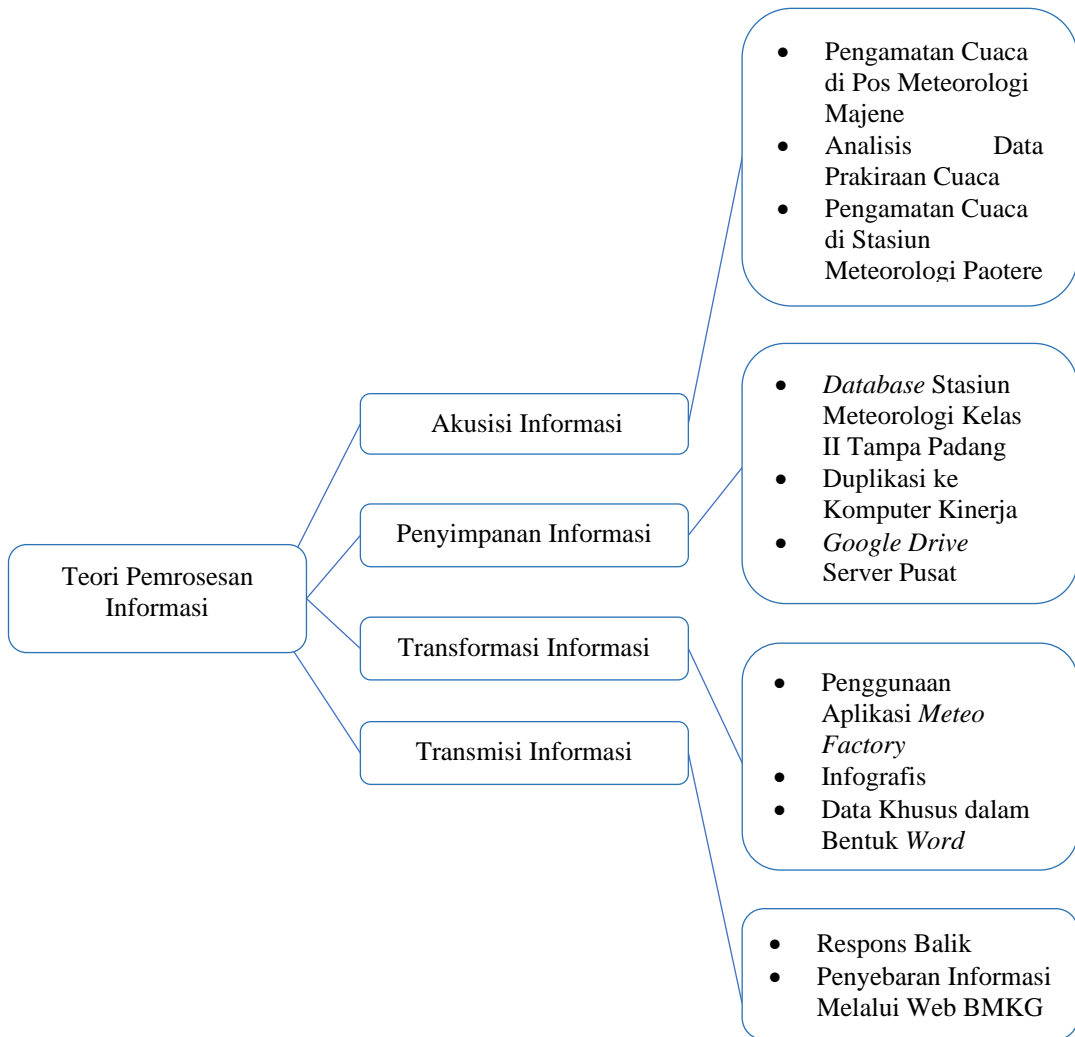 Teori Pemrosesan
Informasi
Akusisi Informasi
Penyimpanan Informasi
Transformasi Informasi
Transmisi Informasi
• Pengamatan Cuaca
di Pos Meteorologi
Majene
• Analisis Data
Prakiraan Cuaca
• Pengamatan Cuaca
di Stasiun
Meteorologi Paotere
• Database Stasiun
Meteorologi Kelas
II Tampa Padang
• Duplikasi ke
Komputer Kinerja
• Google Drive
Server Pusat
• Penggunaan
Aplikasi Meteo
Factory
• Infografis
• Data Khusus dalam
Bentuk Word
• Respons Balik
• Penyebaran Informasi
Melalui Web BMKG